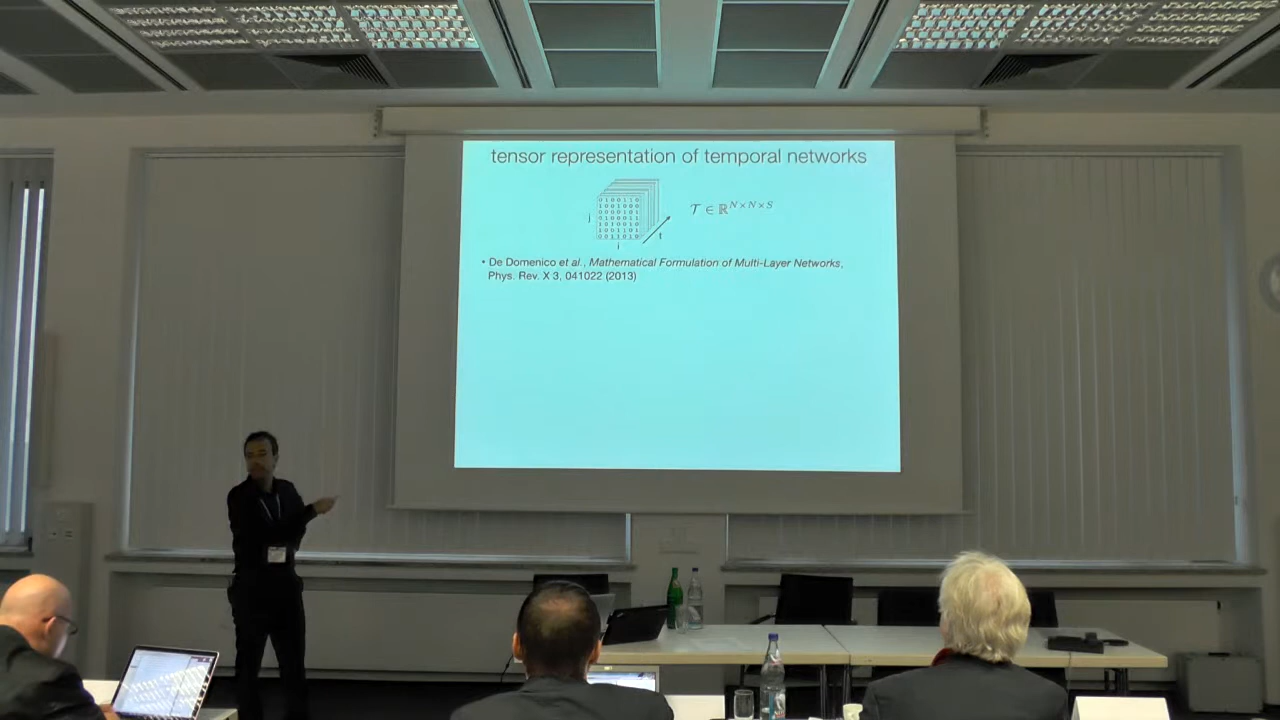 tensor representation of temporal networks
j
i
t
T ∈ ℝ^{N×N×S}
• De Domenico et al., Mathematical Formulation of Multi-Layer Networks,
Phys. Rev. X 3, 041022 (2013)